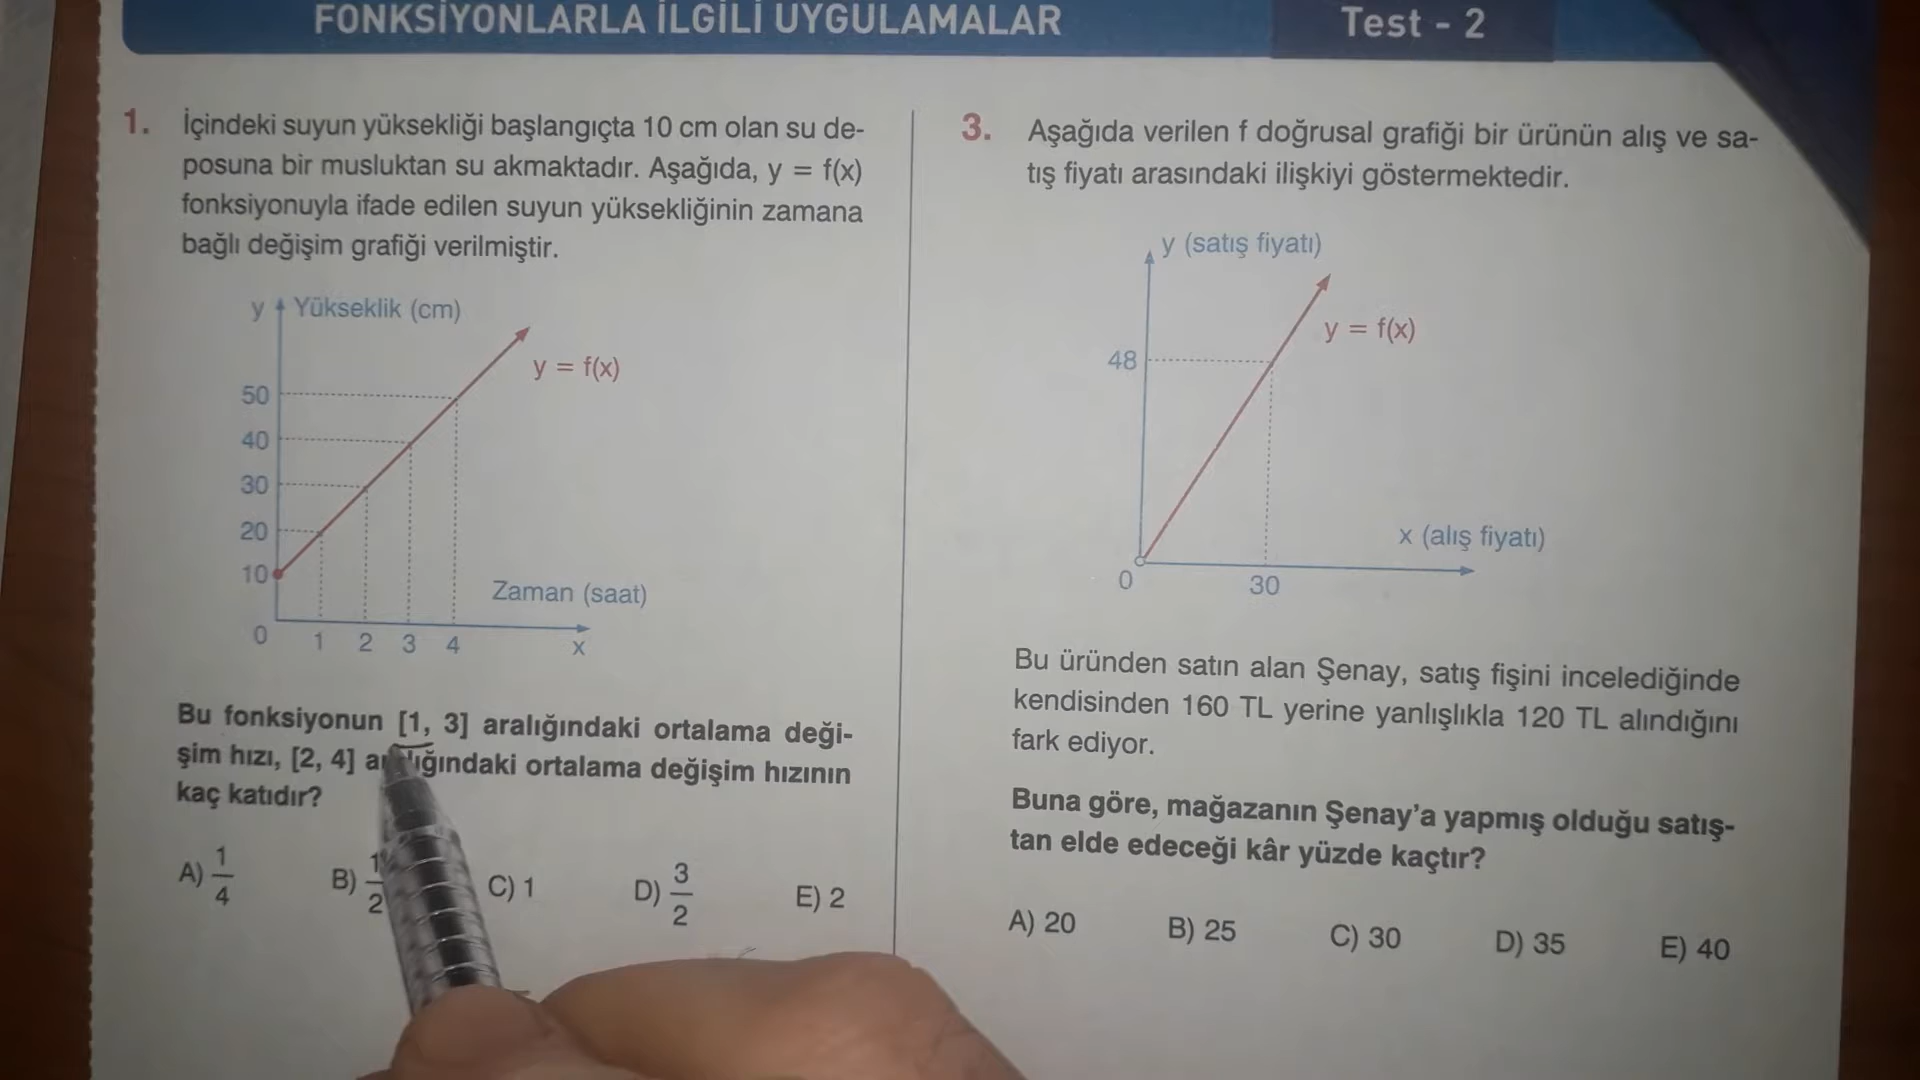 FONKSİYONLARLA İLGİLİ UYGULAMALAR
Test - 2
1. İçindeki suyun yüksekliği başlangıçta 10 cm olan su de-
posuna bir musluktan su akmaktadır. Aşağıda, y = f(x)
fonksiyonuyla ifade edilen suyun yüksekliğinin zamana
bağlı değişim grafiği verilmiştir.
y Yükseklik (cm)
y = f(x)
50
40
30
20
10
Zaman (saat)
0 1 2 3 4 x
Bu fonksiyonun [1, 3] aralığındaki ortalama deği-
şim hızı, [2, 4] aralığındaki ortalama değişim hızının
kaç katıdır?
A) 1/4 B) 1/2 C) 1 D) 3/2 E) 2
3. Aşağıda verilen f doğrusal grafiği bir ürünün alış ve sa-
tış fiyatı arasındaki ilişkiyi göstermektedir.
y (satış fiyatı)
y = f(x)
48
x (alış fiyatı)
0 30
Bu üründen satın alan Şenay, satış fişini incelediğinde
kendisinden 160 TL yerine yanlışlıkla 120 TL alındığını
fark ediyor.
Buna göre, mağazanın Şenay'a yapmış olduğu satış-
tan elde edeceği kâr yüzde kaçtır?
A) 20 B) 25 C) 30 D) 35 E) 40